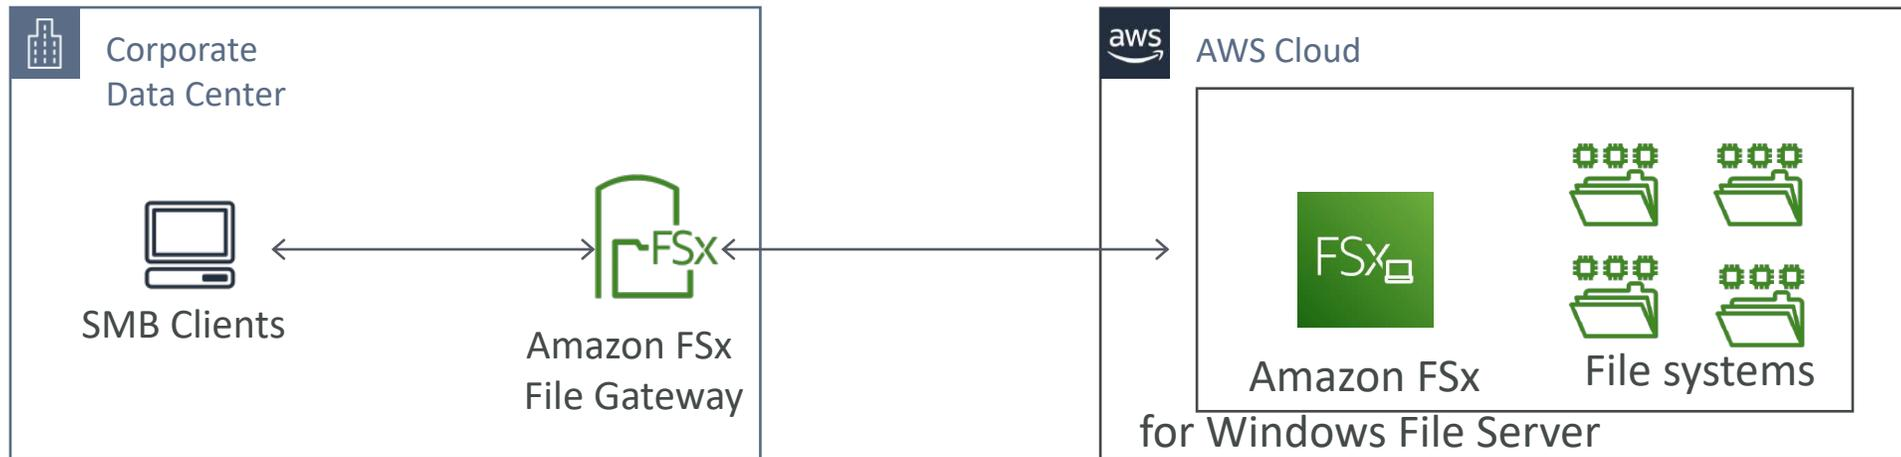 Corporate
Data Center
aws
AWS Cloud
SMB Clients
FSx
Amazon FSx
File Gateway
FSx
Amazon FSx
for Windows File Server
File systems